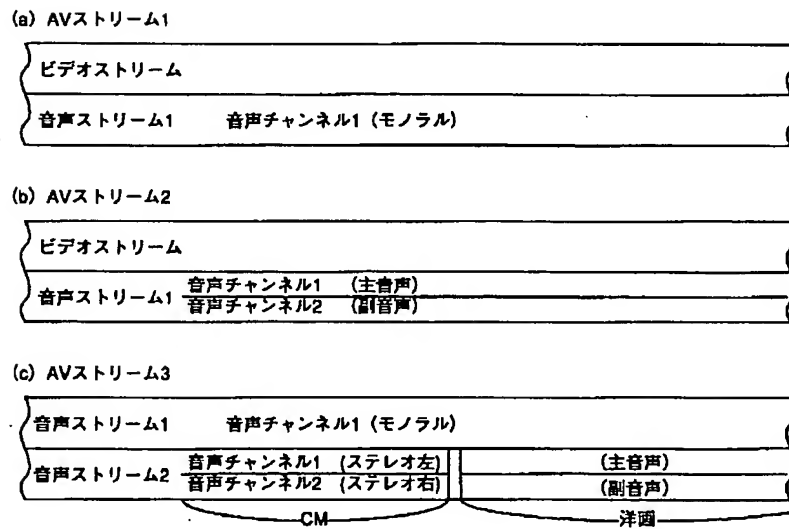 (a) AVストリーム1
ビデオストリーム
音声ストリーム1 音声チャンネル1 (モノラル)
(b) AVストリーム2
ビデオストリーム
音声ストリーム1
音声チャンネル1 (主音声)
音声チャンネル2 (副音声)
(c) AVストリーム3
音声ストリーム1 音声チャンネル1 (モノラル)
音声ストリーム2
音声チャンネル1 (ステレオ左) (主音声)
音声チャンネル2 (ステレオ右) (副音声)
CM 洋画